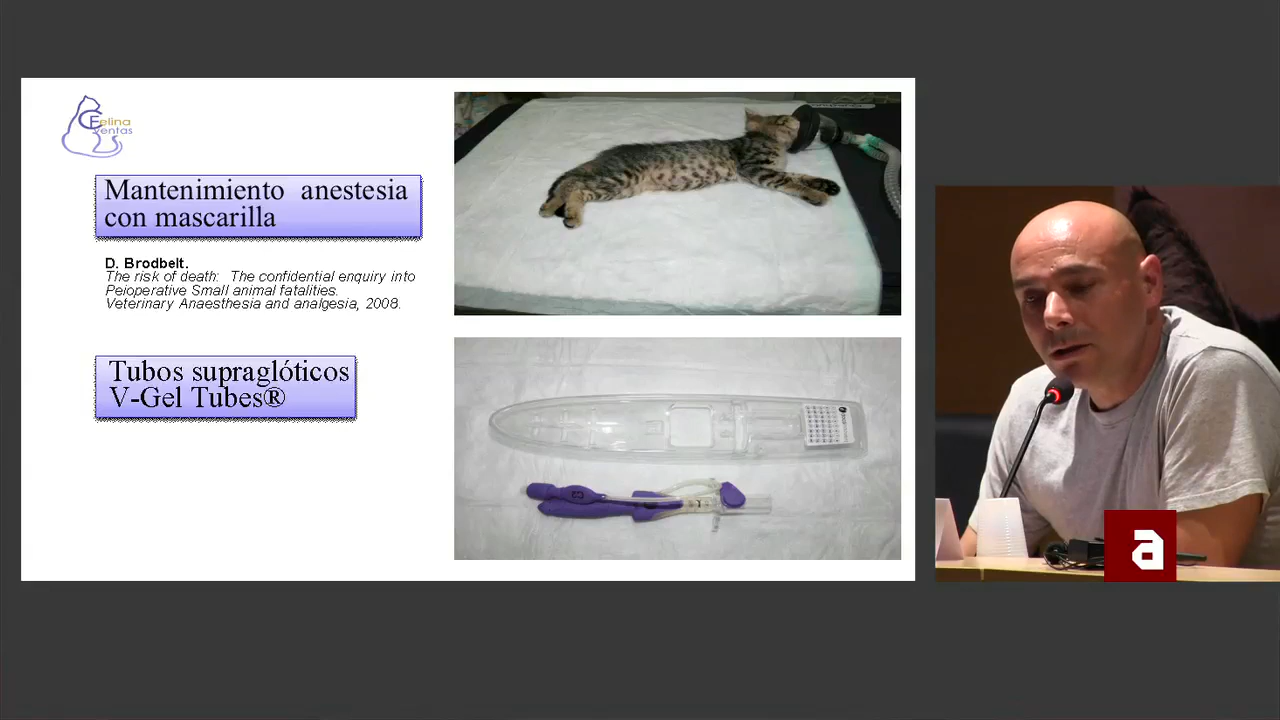 Felina
Ventas
Mantenimiento anestesia
con mascarilla
D. Brodbelt.
The risk of death: The confidential enquiry into
Peioperative Small animal fatalities.
Veterinary Anaesthesia and analgesia, 2008.
Tubos supraglóticos
V-Gel Tubes®
C3
a